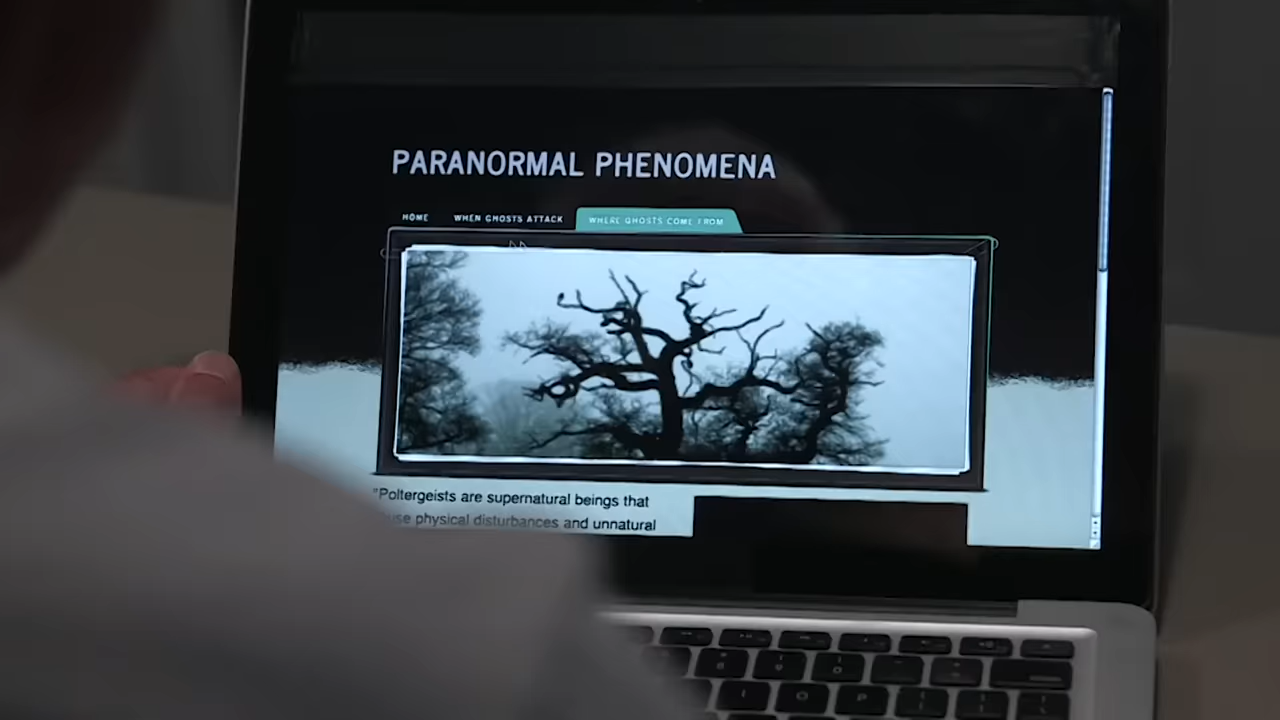 PARANORMAL PHENOMENA
HOME WHEN GHOSTS ATTACK WHERE GHOSTS COME FROM
"Poltergeists are supernatural beings that
physical disturbances and unnatural
I O P